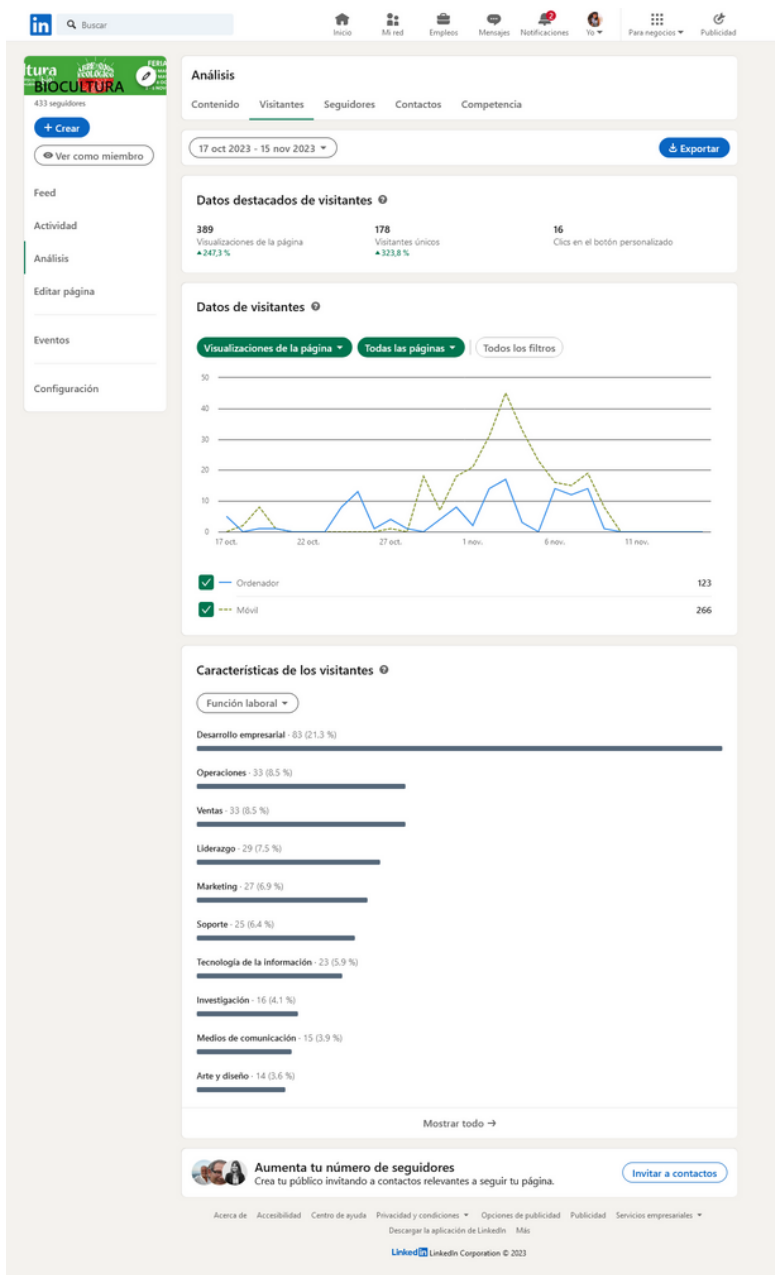 in
Buscar
Inicio
Mi red
Empleos
Mensajes
2
Notificaciones
Yo
Para negocios
Publicidad
tura
FERIA
BIOCULTURA
433 seguidores
+ Crear
Ver como miembro
Feed
Actividad
Análisis
Editar página
Eventos
Configuración
Análisis
Contenido Visitantes Seguidores Contactos Competencia
17 oct 2023 - 15 nov 2023
Exportar
Datos destacados de visitantes
389 178 16
Visualizaciones de la página Visitantes únicos Clics en el botón personalizado
247,3 % 323,8 %
Datos de visitantes
Visualizaciones de la página Todas las páginas Todos los filtros
50
40
30
20
10
0
17 oct. 22 oct. 27 oct. 1 nov. 6 nov. 11 nov.
Ordenador 123
Móvil 266
Características de los visitantes
Función laboral
Desarrollo empresarial · 83 (21.3 %)
Operaciones · 33 (8.5 %)
Ventas · 33 (8.5 %)
Liderazgo · 29 (7.5 %)
Marketing · 27 (6.9 %)
Soporte · 25 (6.4 %)
Tecnología de la información · 23 (5.9 %)
Investigación · 16 (4.1 %)
Medios de comunicación · 15 (3.9 %)
Arte y diseño · 14 (3.6 %)
Mostrar todo →
Aumenta tu número de seguidores
Crea tu público invitando a contactos relevantes a seguir tu página.
Invitar a contactos
Acerca de Accesibilidad Centro de ayuda Privacidad y condiciones Opciones de publicidad Publicidad Servicios empresariales
Descargar la aplicación de LinkedIn Más
Linked in LinkedIn Corporation © 2023